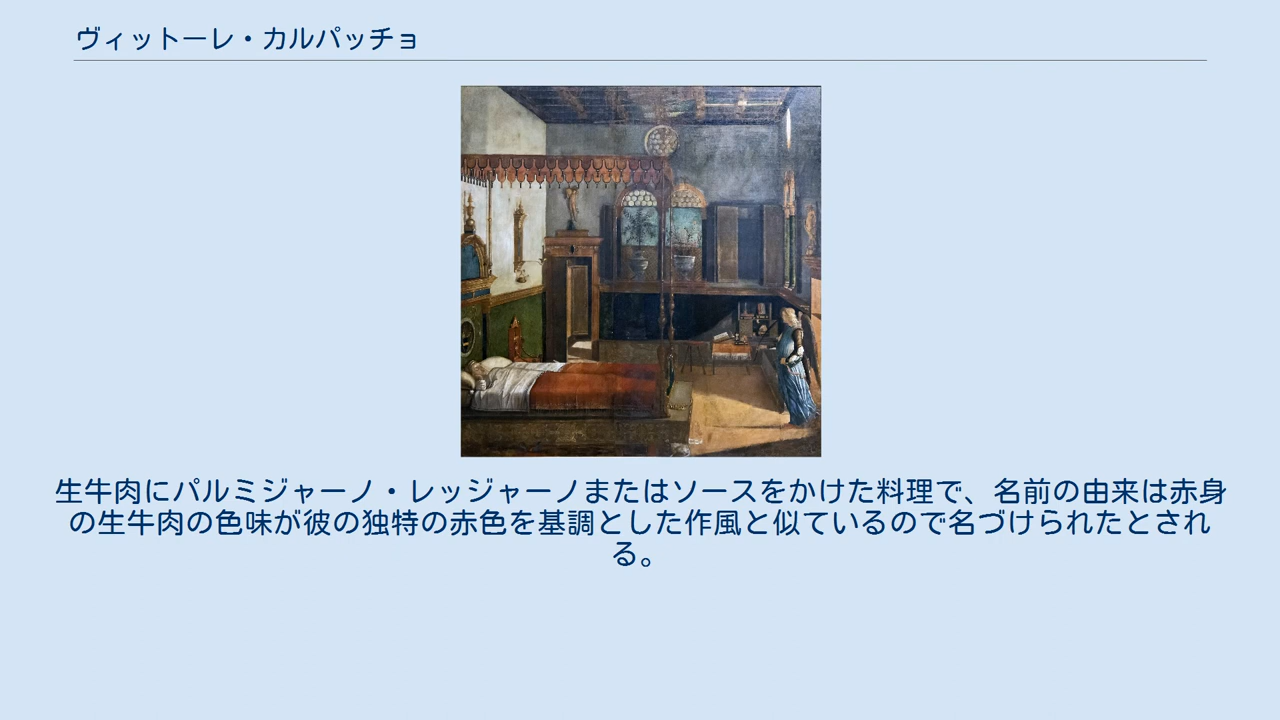 ヴィットーレ・カルパッチョ
生牛肉にパルミジャーノ・レッジャーノまたはソースをかけた料理で、名前の由来は赤身
の生牛肉の色味が彼の独特の赤色を基調とした作風と似ているので名づけられたとされ
る。